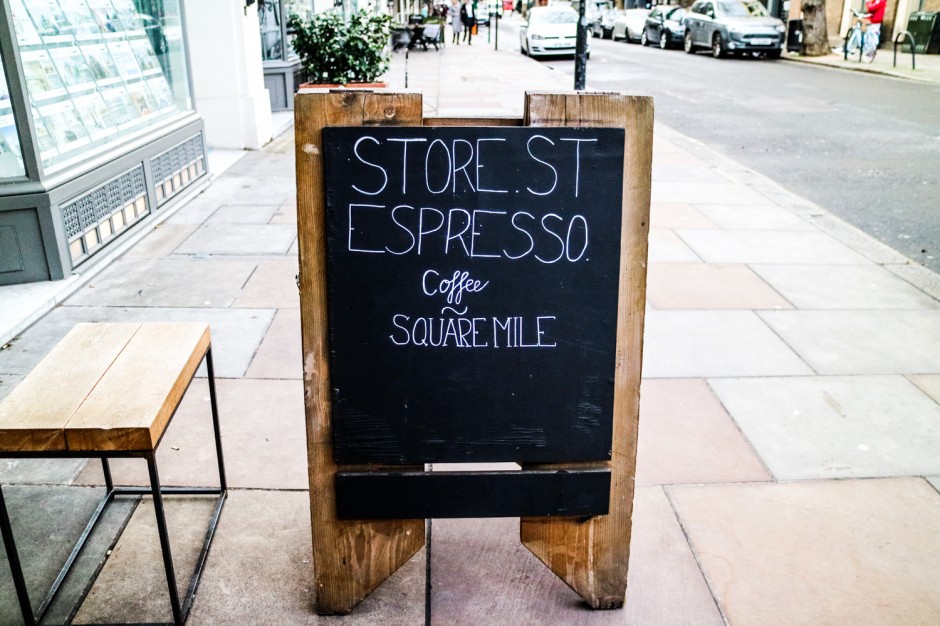 STORE. ST
ESPRESSO.
Coffee
~
SQUARE MILE